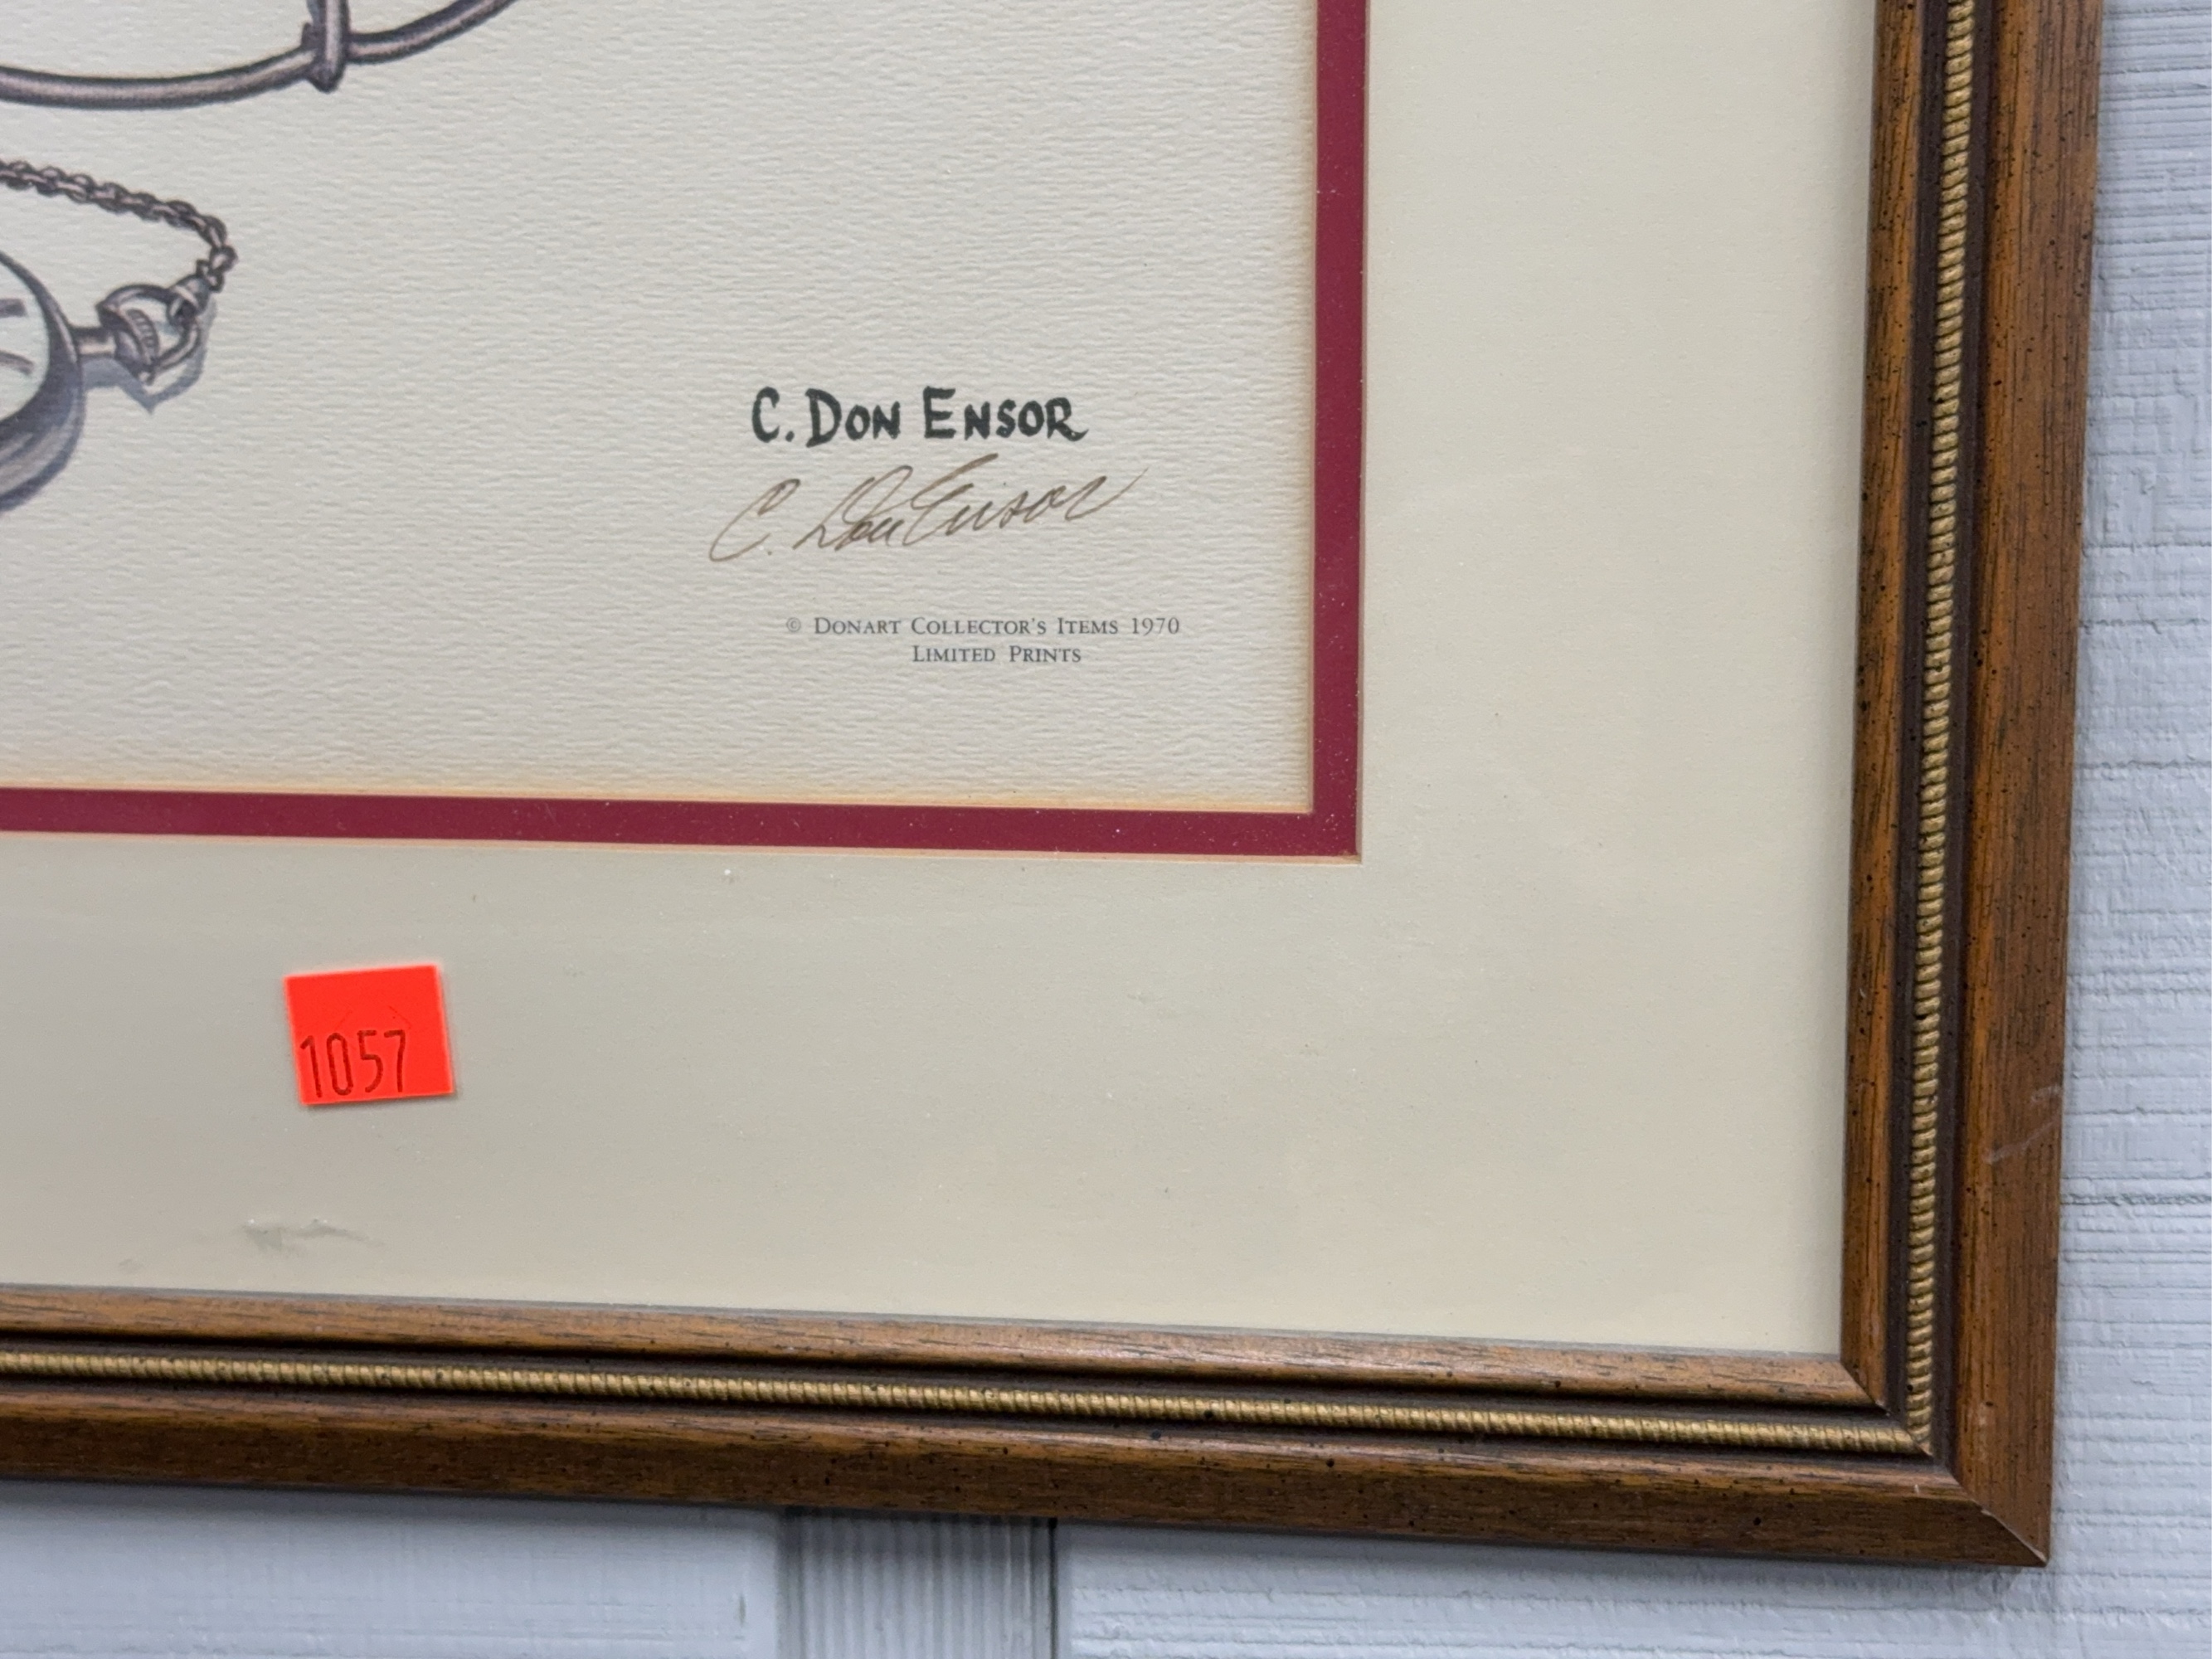 C. DON ENSOR
C. Don Ensor
© DONART COLLECTOR'S ITEMS 1970
LIMITED PRINTS
1057